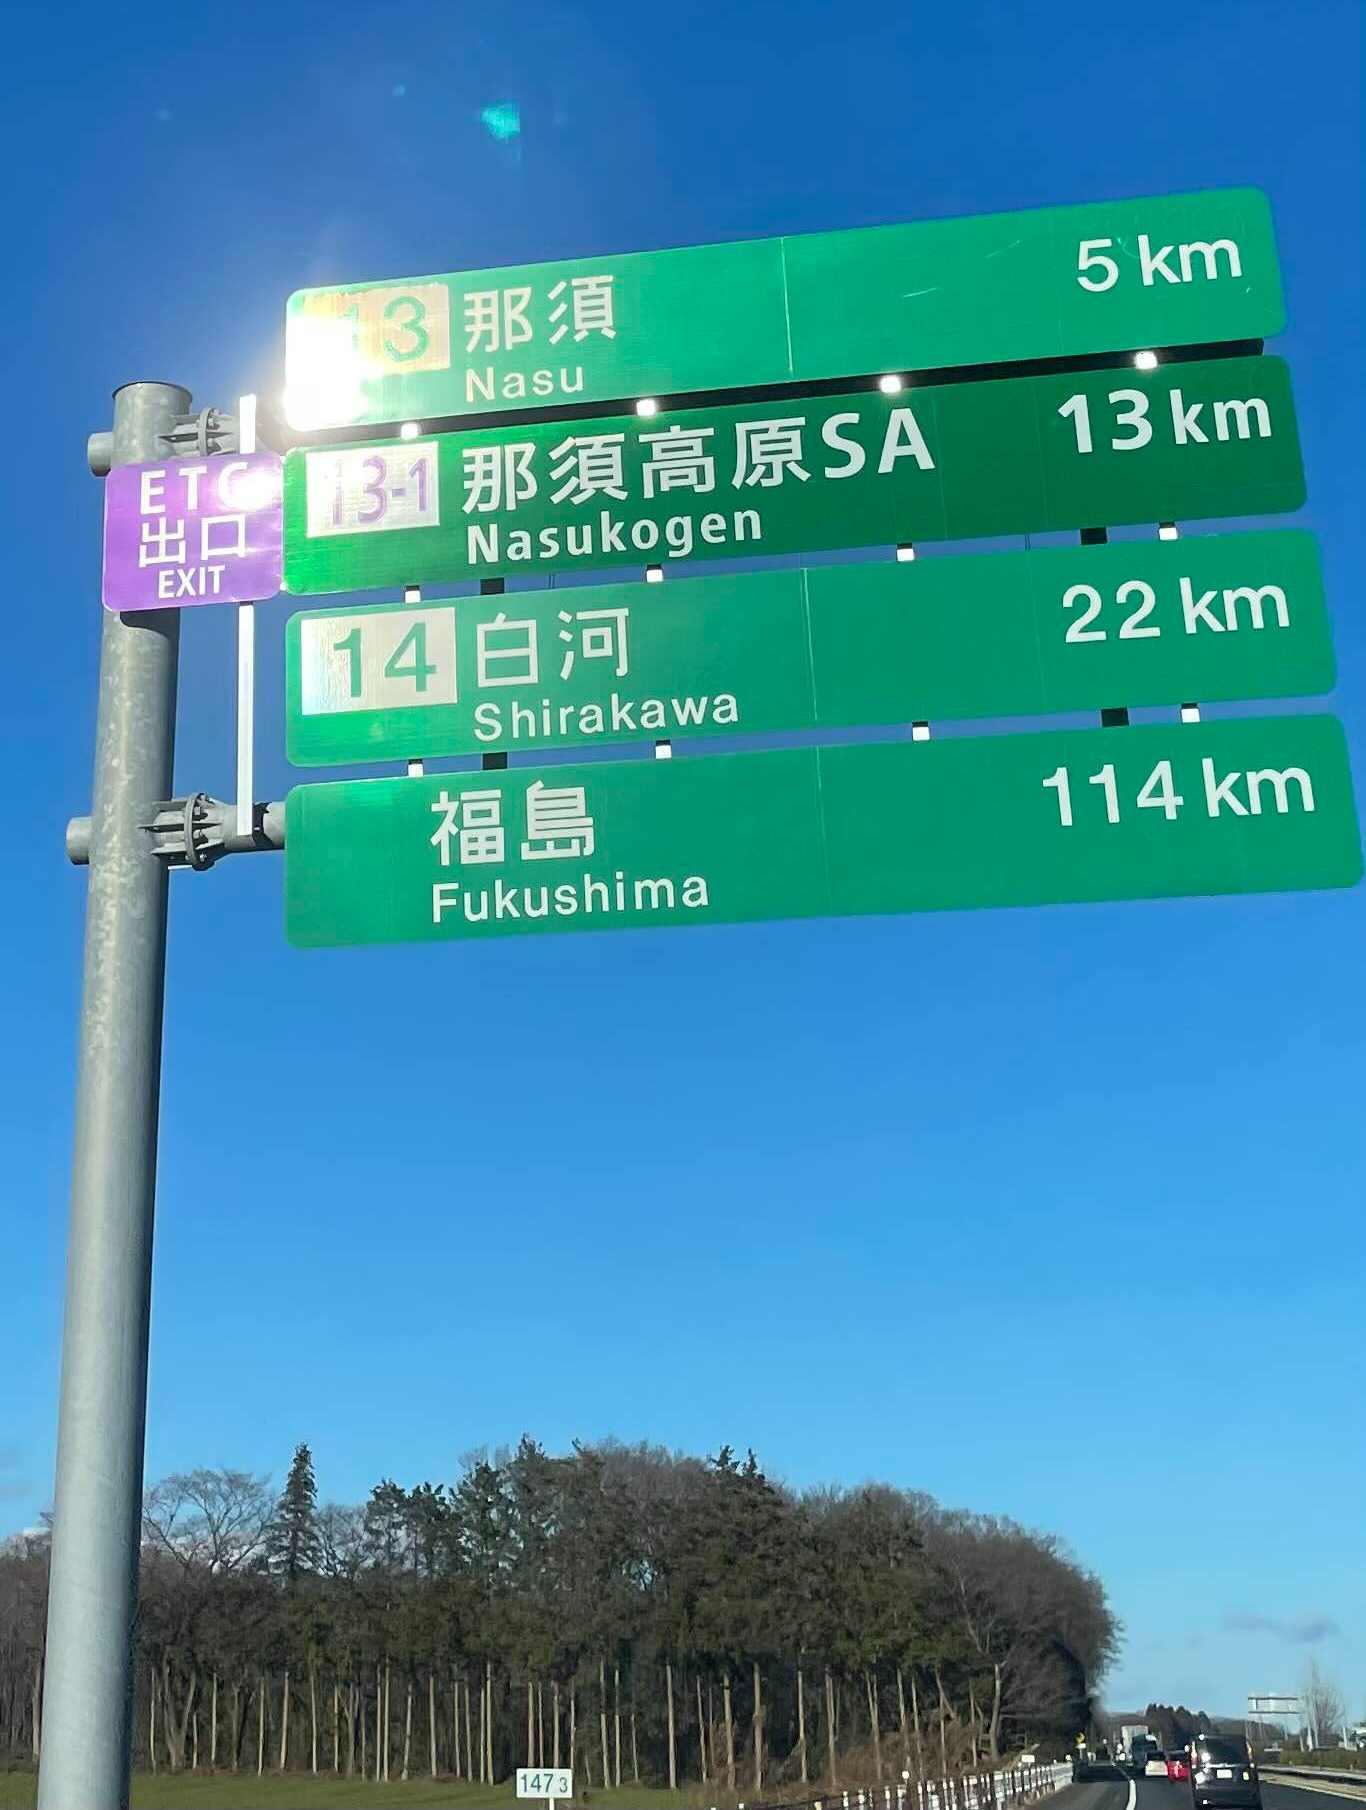 13 那須 5 km
Nasu
ETC
出口
EXIT
13-1 那須高原SA 13 km
Nasukogen
14 白河 22 km
Shirakawa
福島 114 km
Fukushima
147 3